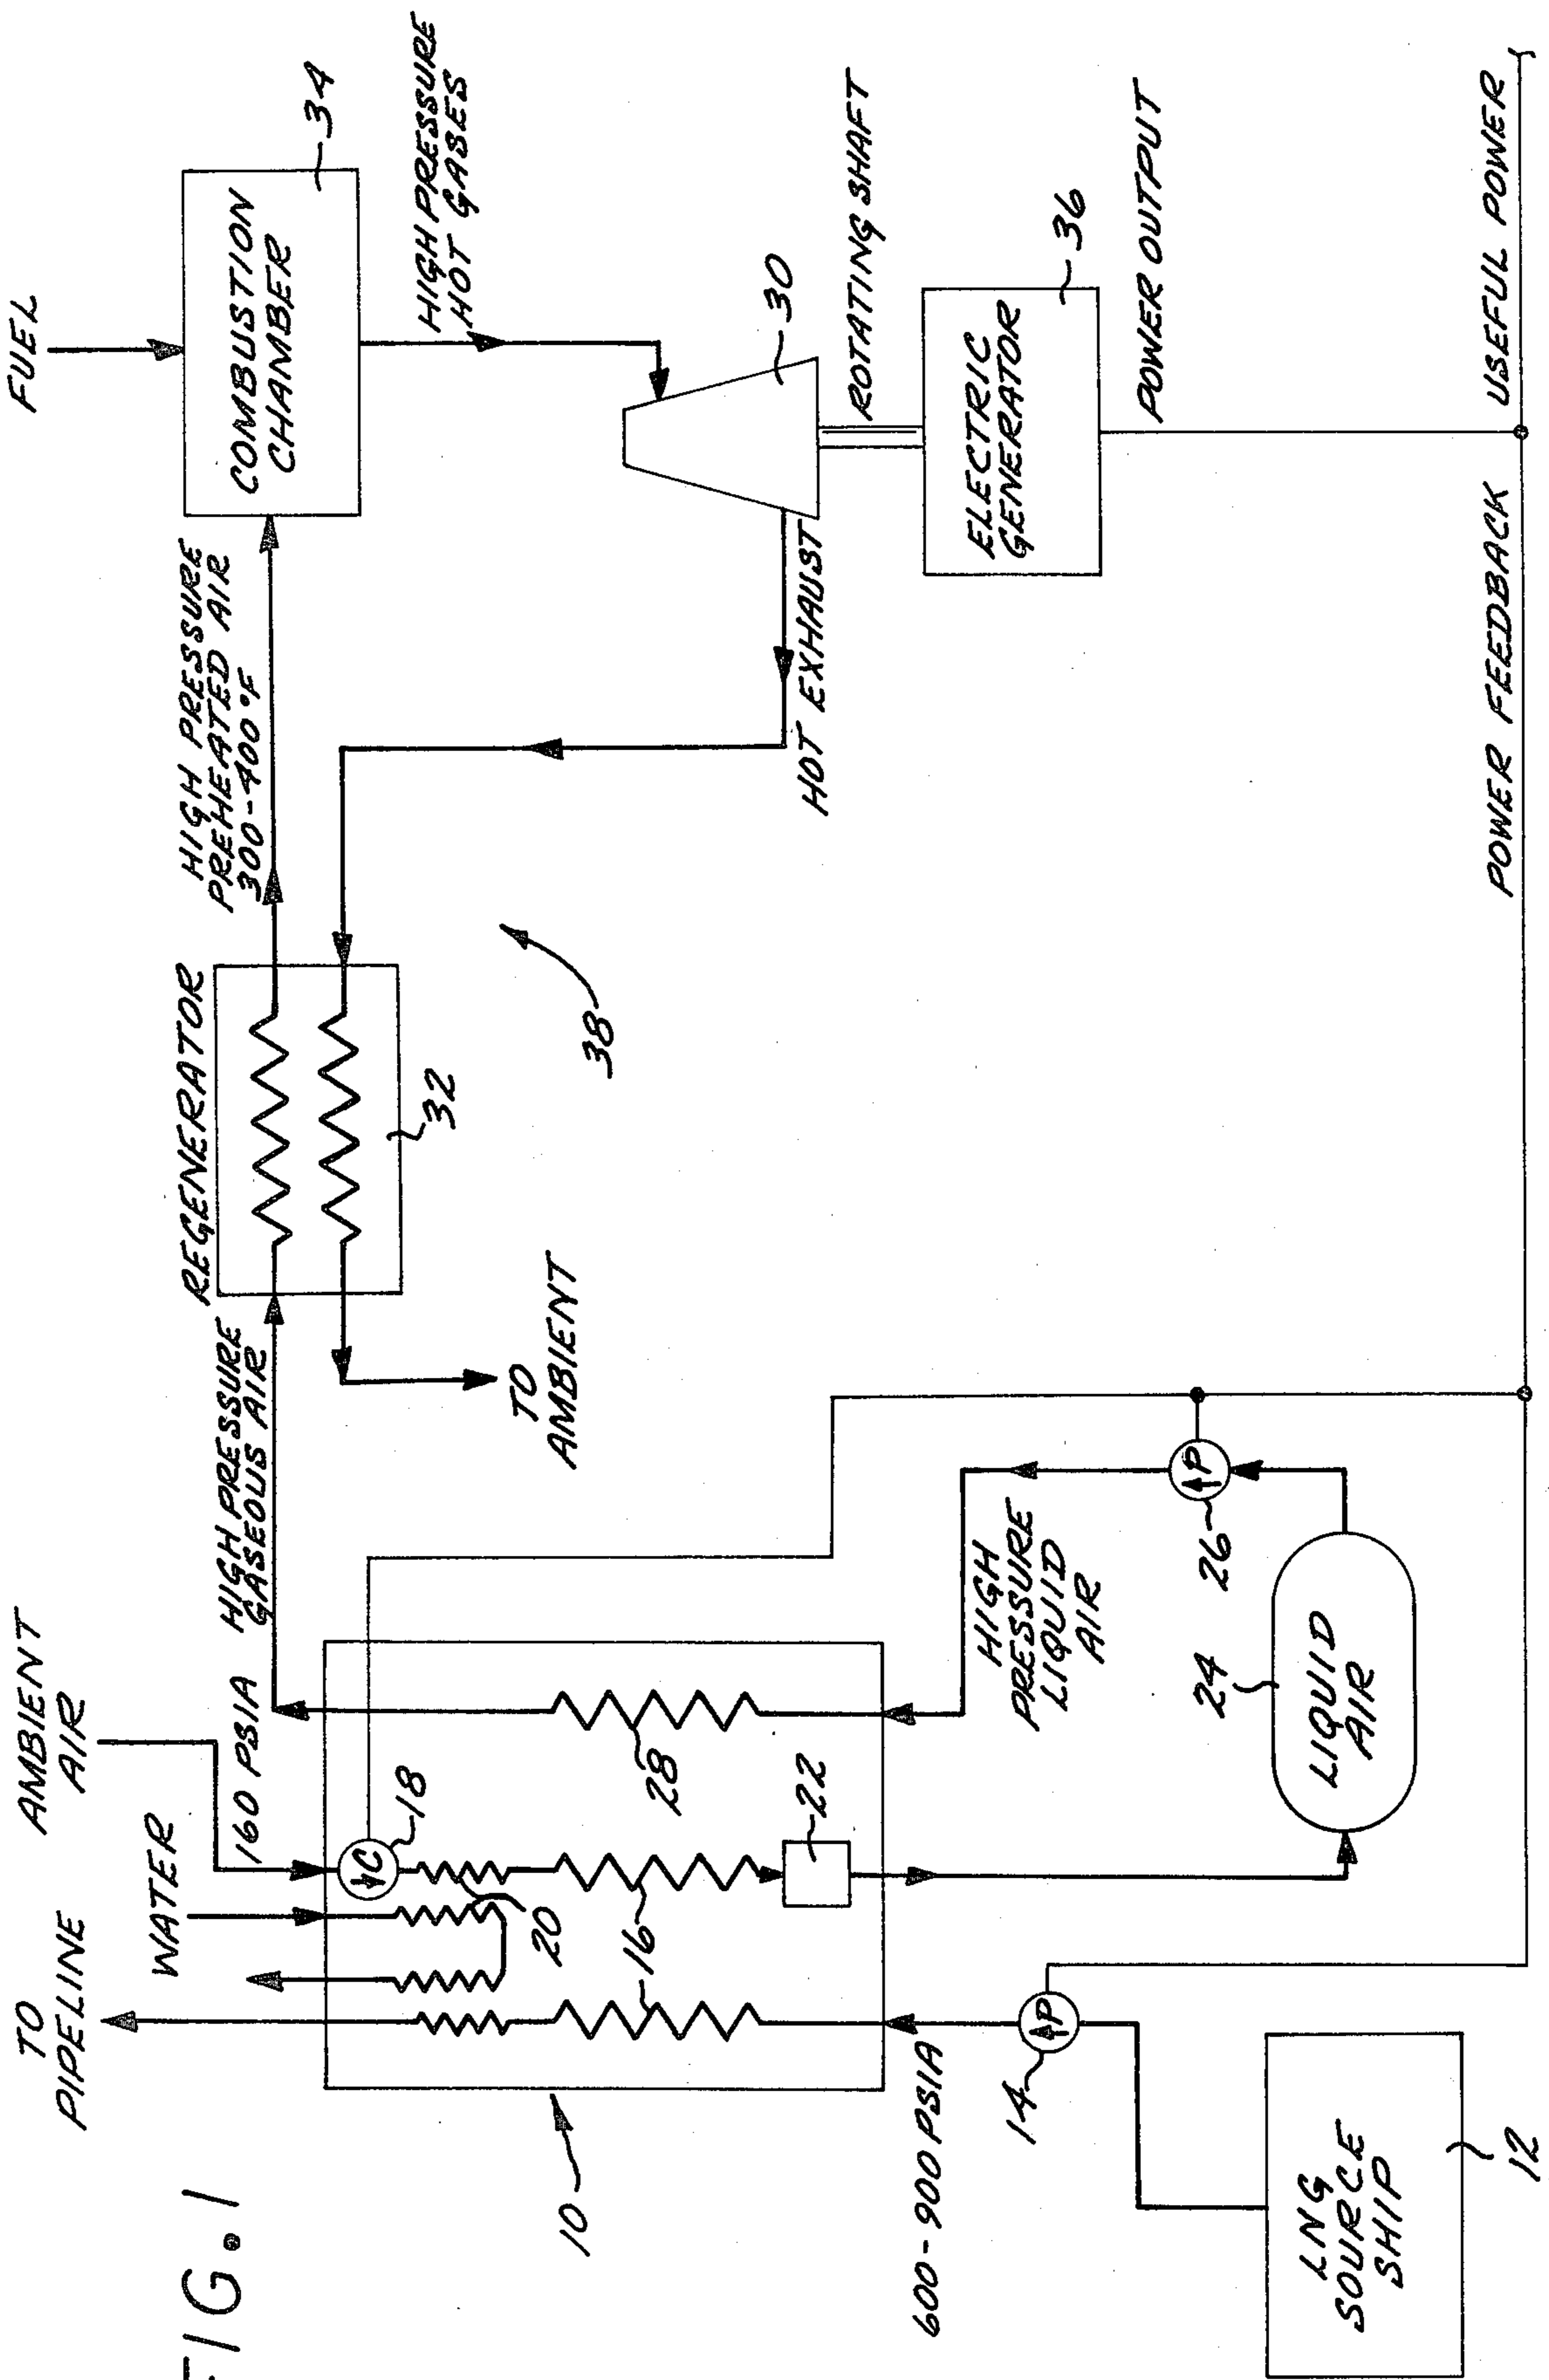 FIG. 1
TO
PIPELINE
WATER
AMBIENT
AIR
160 PSIA
HIGH PRESSURE
GASEOUS AIR
REGENERATOR
HIGH PRESSURE
PREHEATED AIR
300-400°F
FUEL
COMBUSTION
CHAMBER
34
HIGH PRESSURE
HOT GASES
C
18
20
16
28
22
10
32
TO
AMBIENT
38
HOT EXHAUST
30
ROTATING SHAFT
ELECTRIC
GENERATOR
36
POWER OUTPUT
600-900 PSIA
14
P
HIGH
PRESSURE
LIQUID
AIR
26
P
24
LIQUID
AIR
LNG
SOURCE
SHIP
12
POWER FEEDBACK
USEFUL POWER